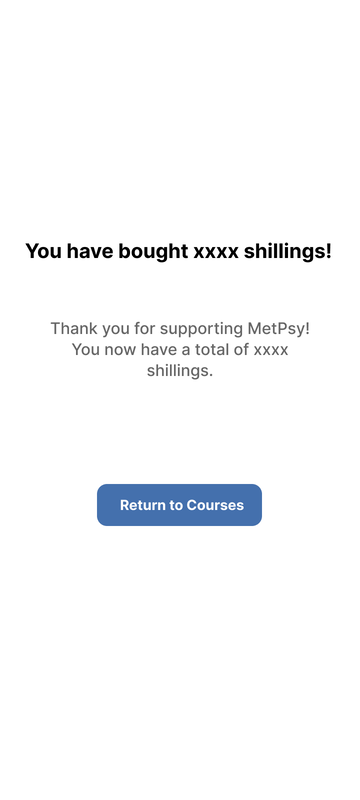 You have bought xxxx shillings!
Thank you for supporting MetPsy!
You now have a total of xxxx
shillings.
Return to Courses